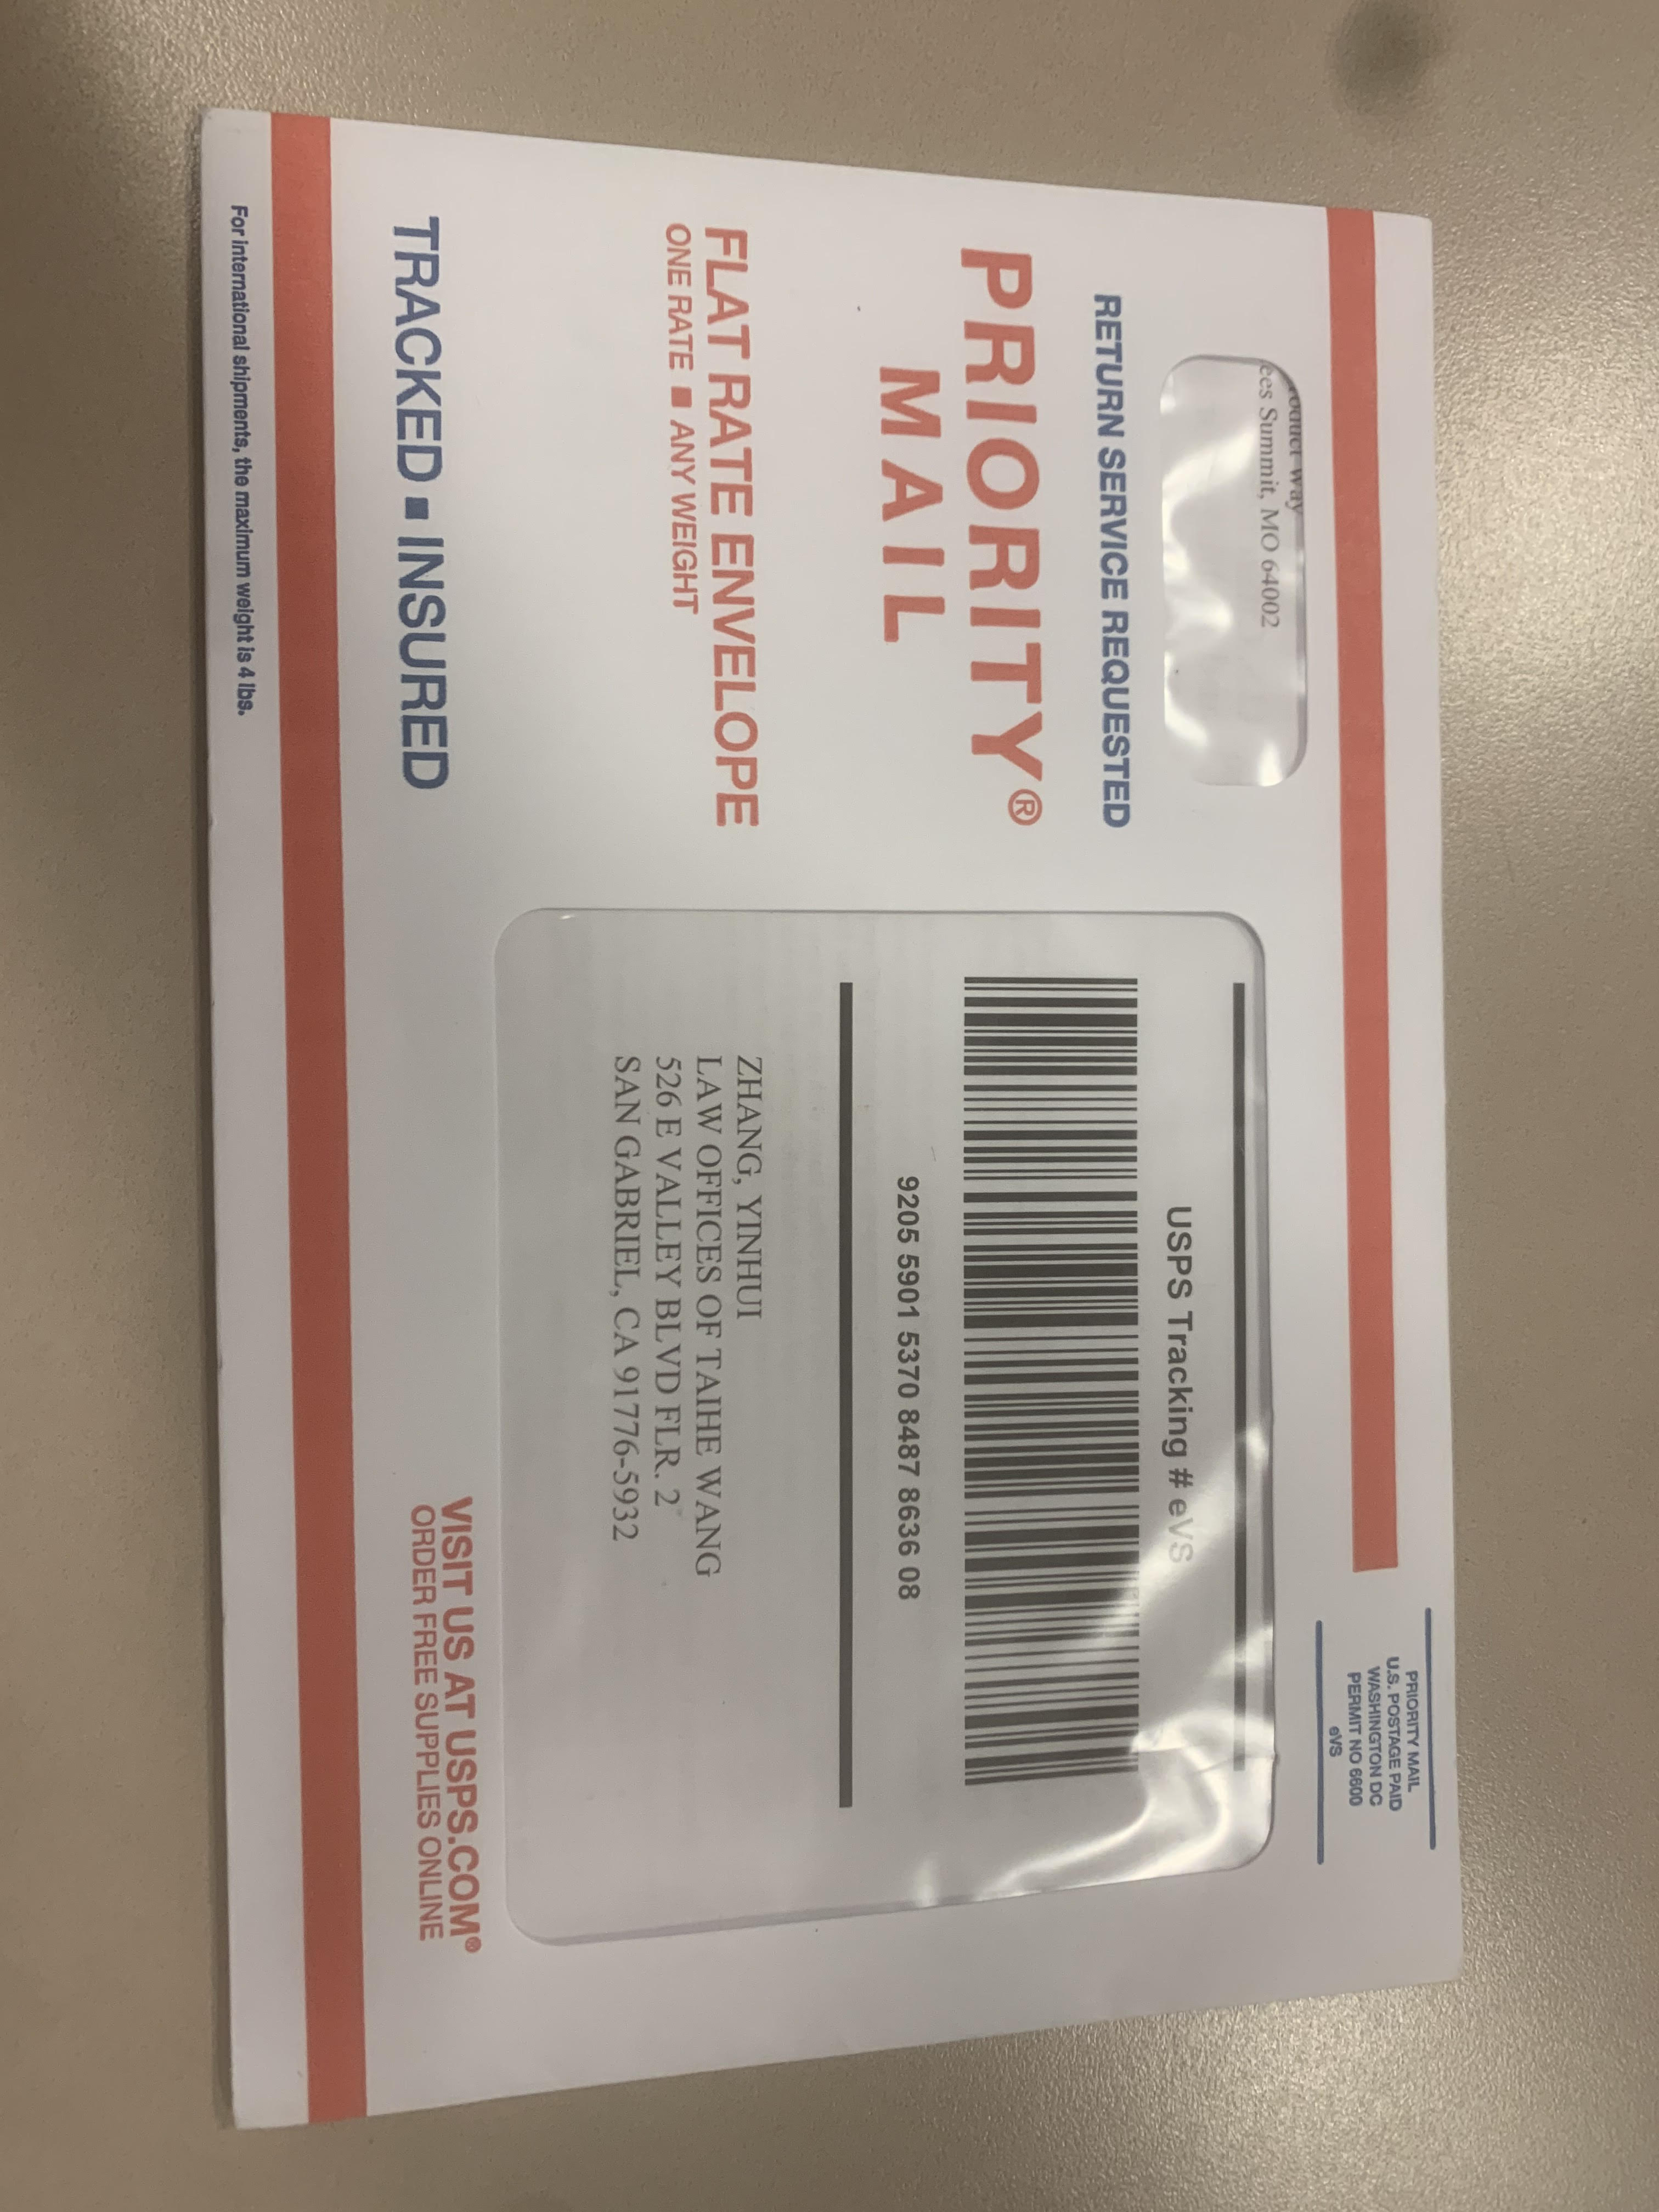 Way
Summit, MO 64002
RETURN SERVICE REQUESTED
PRIORITY®
MAIL
FLAT RATE ENVELOPE
ONE RATE ■ ANY WEIGHT
TRACKED ■ INSURED
For international shipments, the maximum weight is 4 lbs.
PRIORITY MAIL
U.S. POSTAGE PAID
WASHINGTON DC
PERMIT NO 6600
eVS
USPS Tracking # eVS
9205 5901 5370 8487 8636 08
ZHANG, YINHUI
LAW OFFICES OF TAIHE WANG
526 E VALLEY BLVD FLR. 2
SAN GABRIEL, CA 91776-5932
VISIT US AT USPS.COM®
ORDER FREE SUPPLIES ONLINE